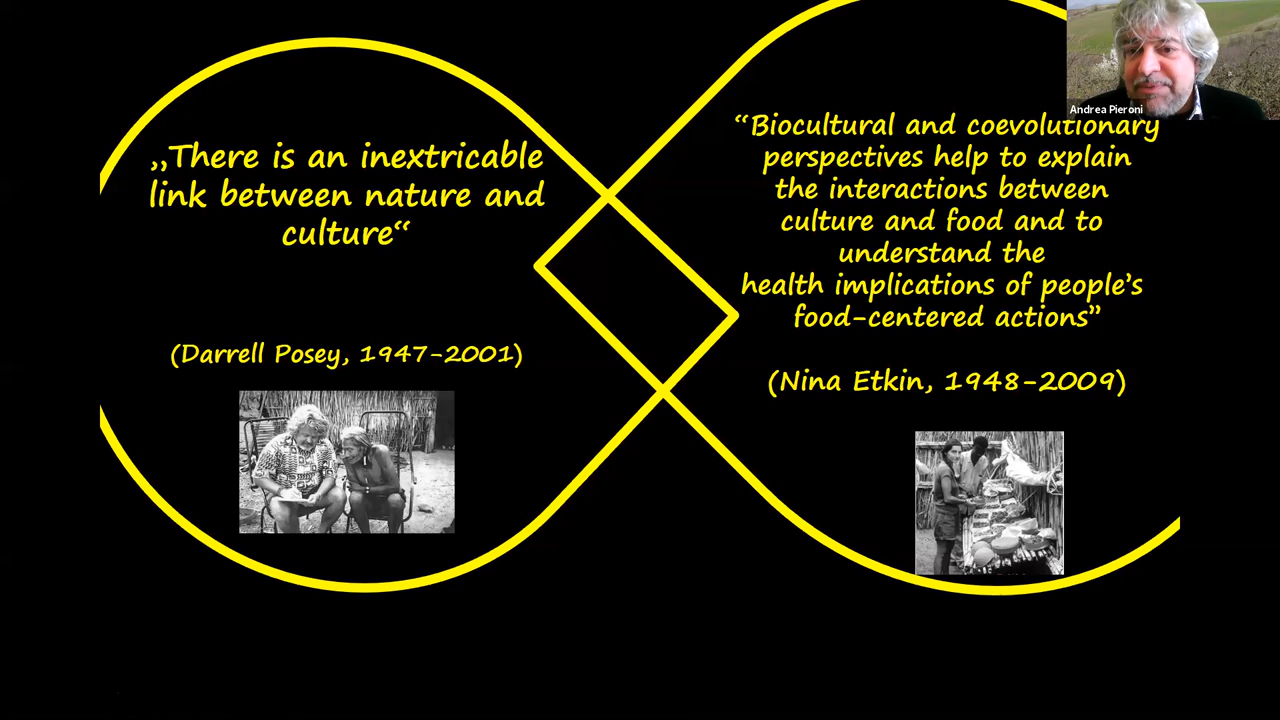 „There is an inextricable
link between nature and
culture“
(Darrell Posey, 1947-2001)
“Biocultural and coevolutionary
perspectives help to explain
the interactions between
culture and food and to
understand the
health implications of people’s
food-centered actions”
(Nina Etkin, 1948-2009)
Andrea Pieroni